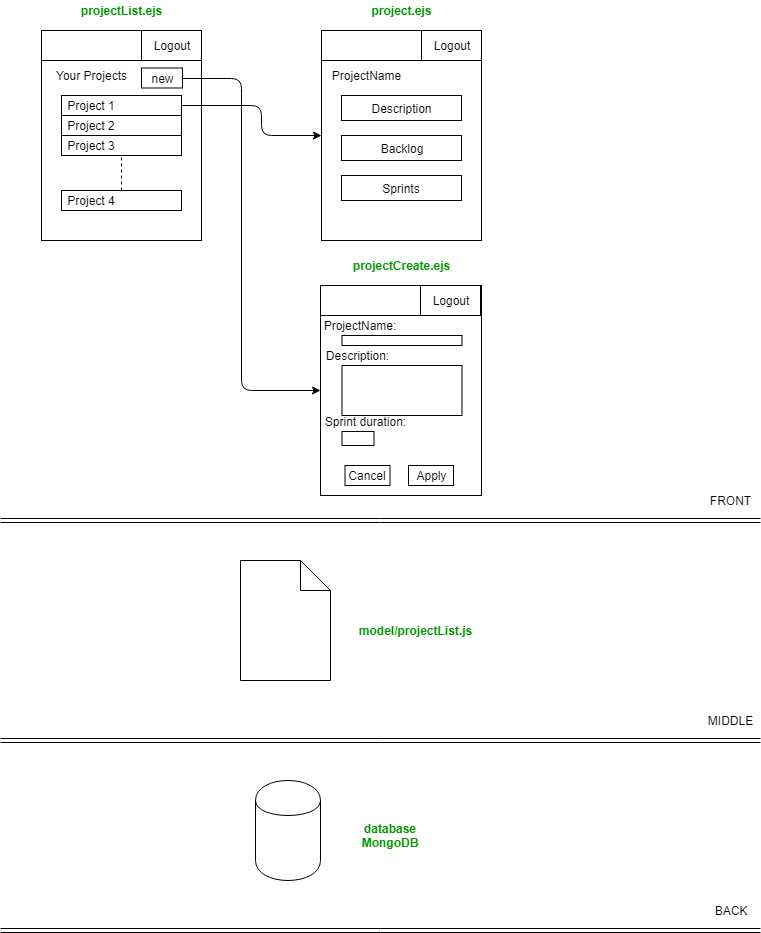 projectList.ejs
Logout
Your Projects
new
Project 1
Project 2
Project 3
Project 4
project.ejs
Logout
ProjectName
Description
Backlog
Sprints
projectCreate.ejs
Logout
ProjectName:
Description:
Sprint duration:
Cancel
Apply
FRONT
model/projectList.js
MIDDLE
database
MongoDB
BACK